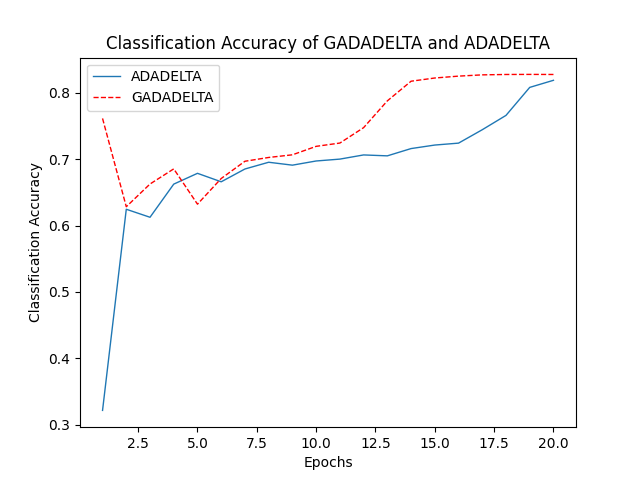 Classification Accuracy of GADADELTA and ADADELTA
ADADELTA
GADADELTA
Classification Accuracy
0.8
0.7
0.6
0.5
0.4
0.3
2.5 5.0 7.5 10.0 12.5 15.0 17.5 20.0
Epochs